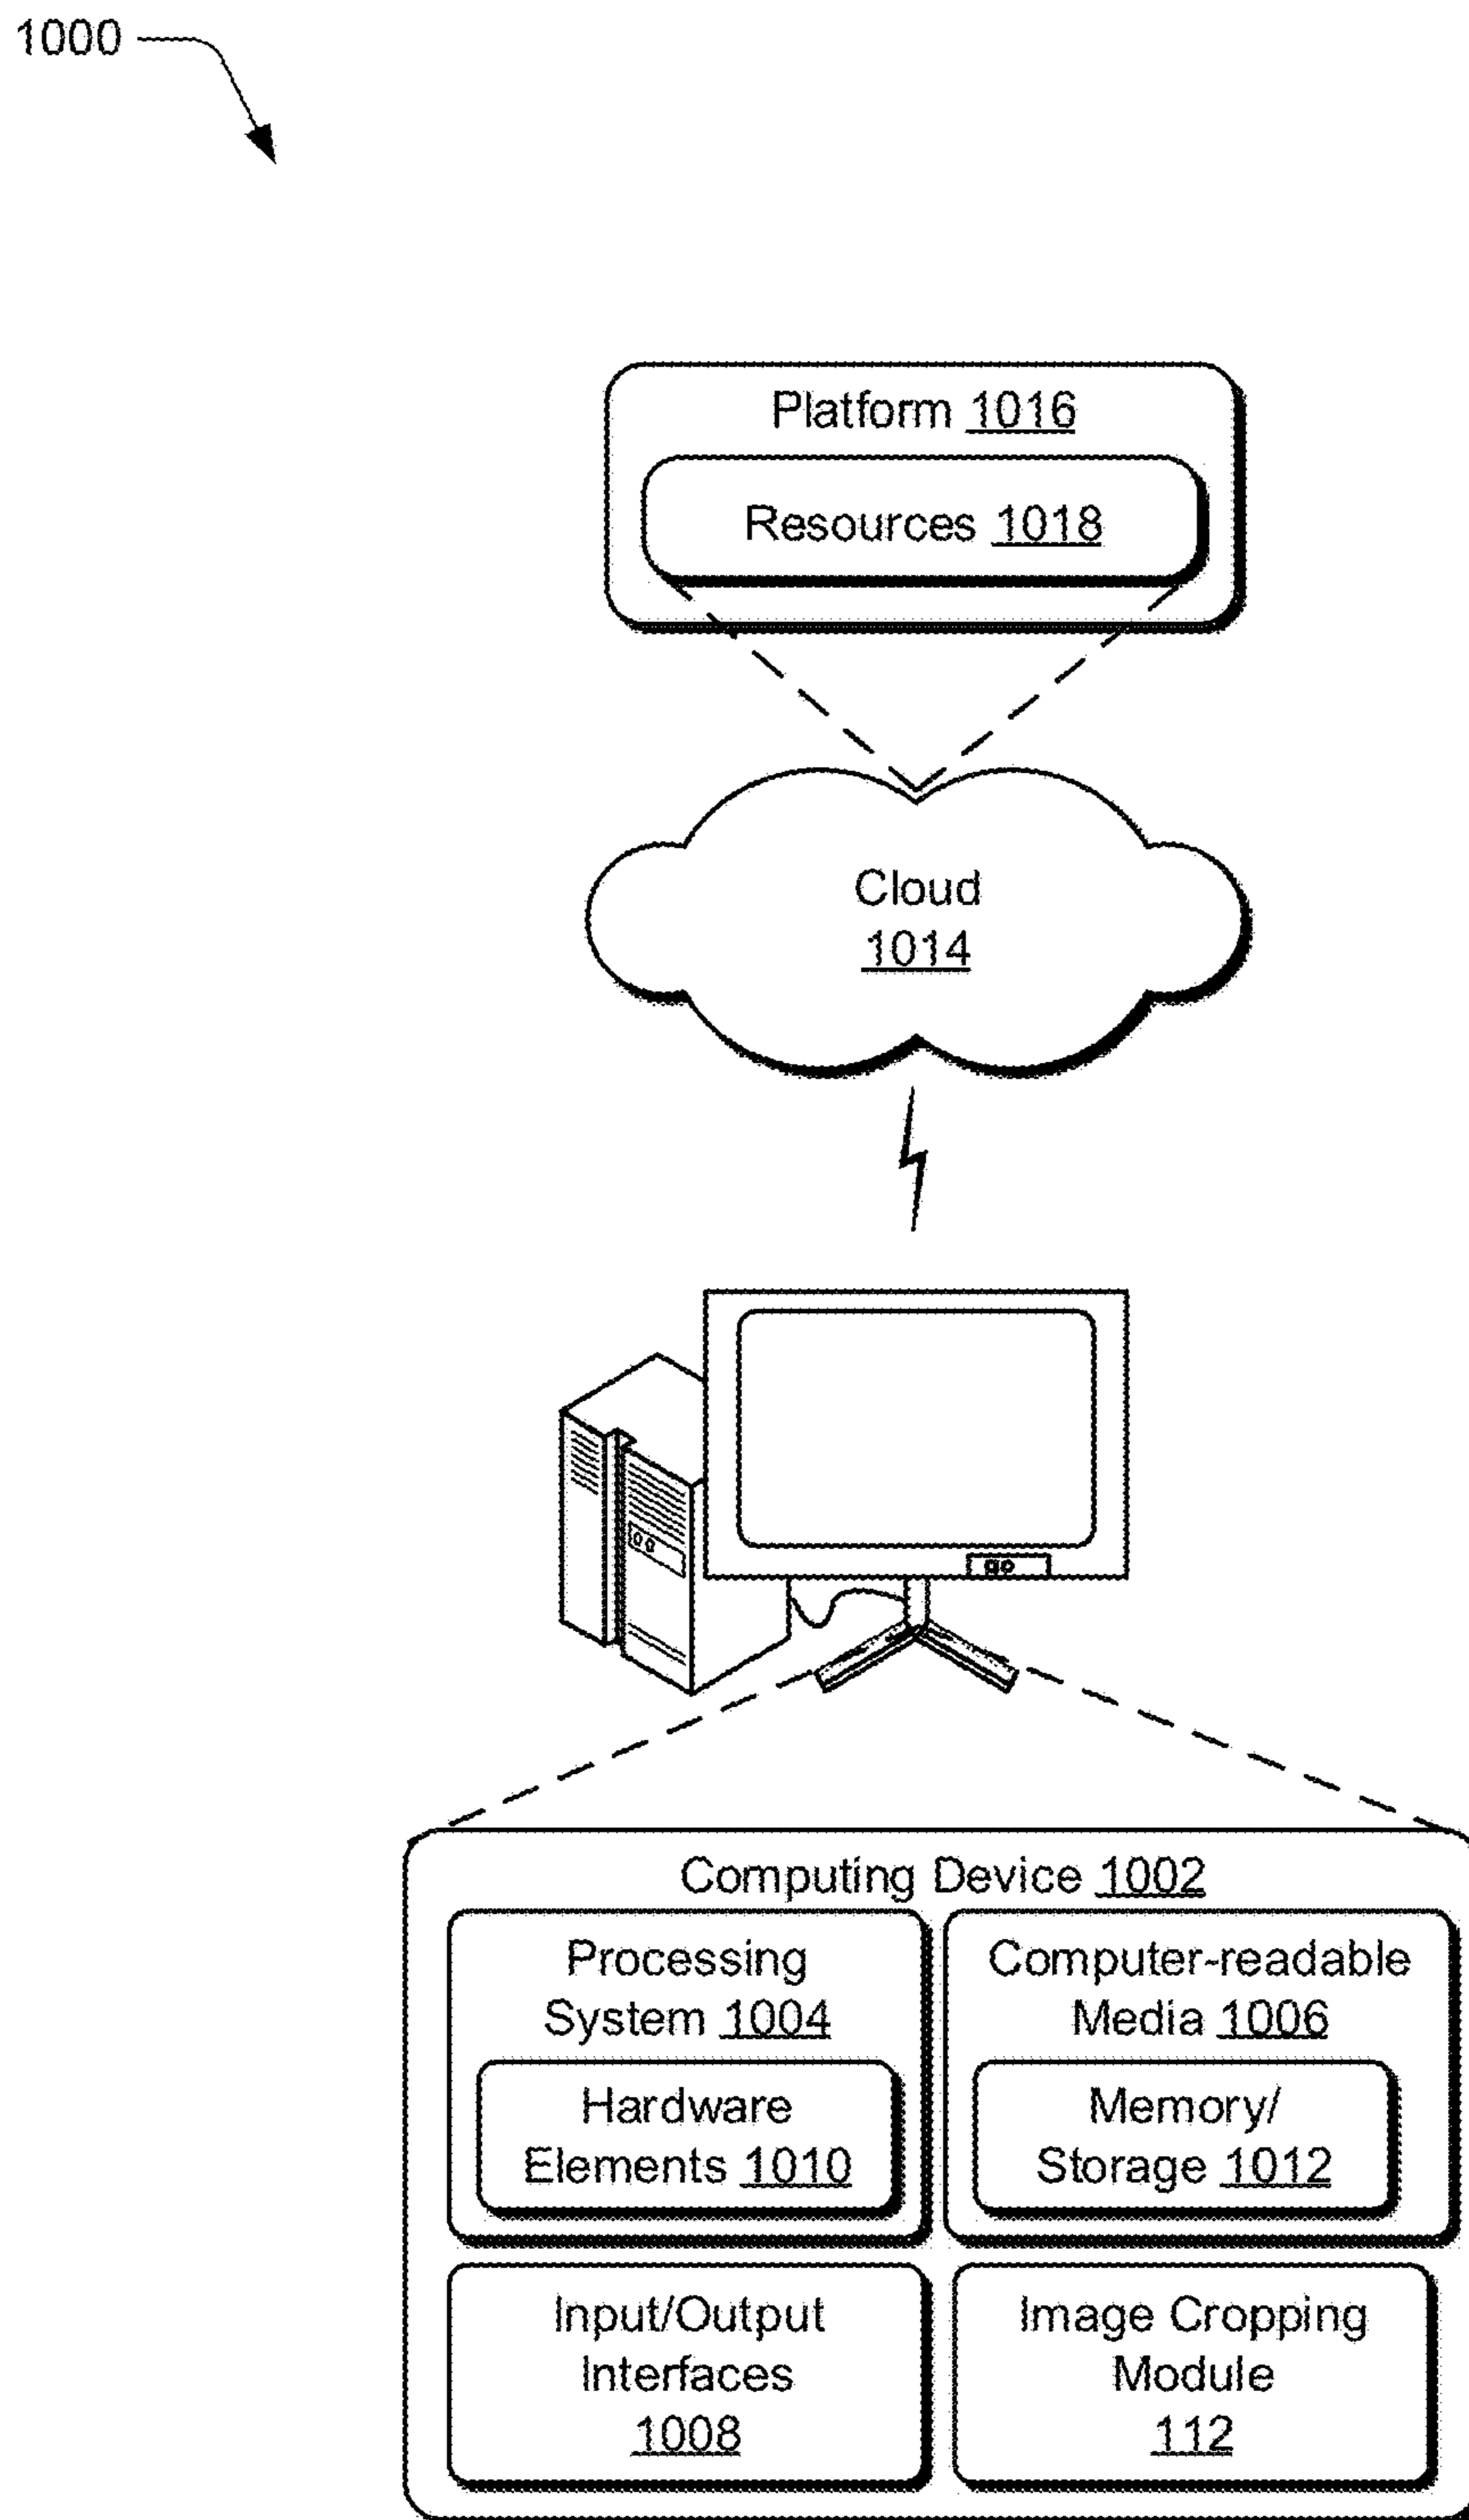 1000
Platform 1016
Resources 1018
Cloud
1014
Computing Device 1002
Processing
System 1004
Hardware
Elements 1010
Computer-readable
Media 1006
Memory/
Storage 1012
Input/Output
Interfaces
1008
Image Cropping
Module
112